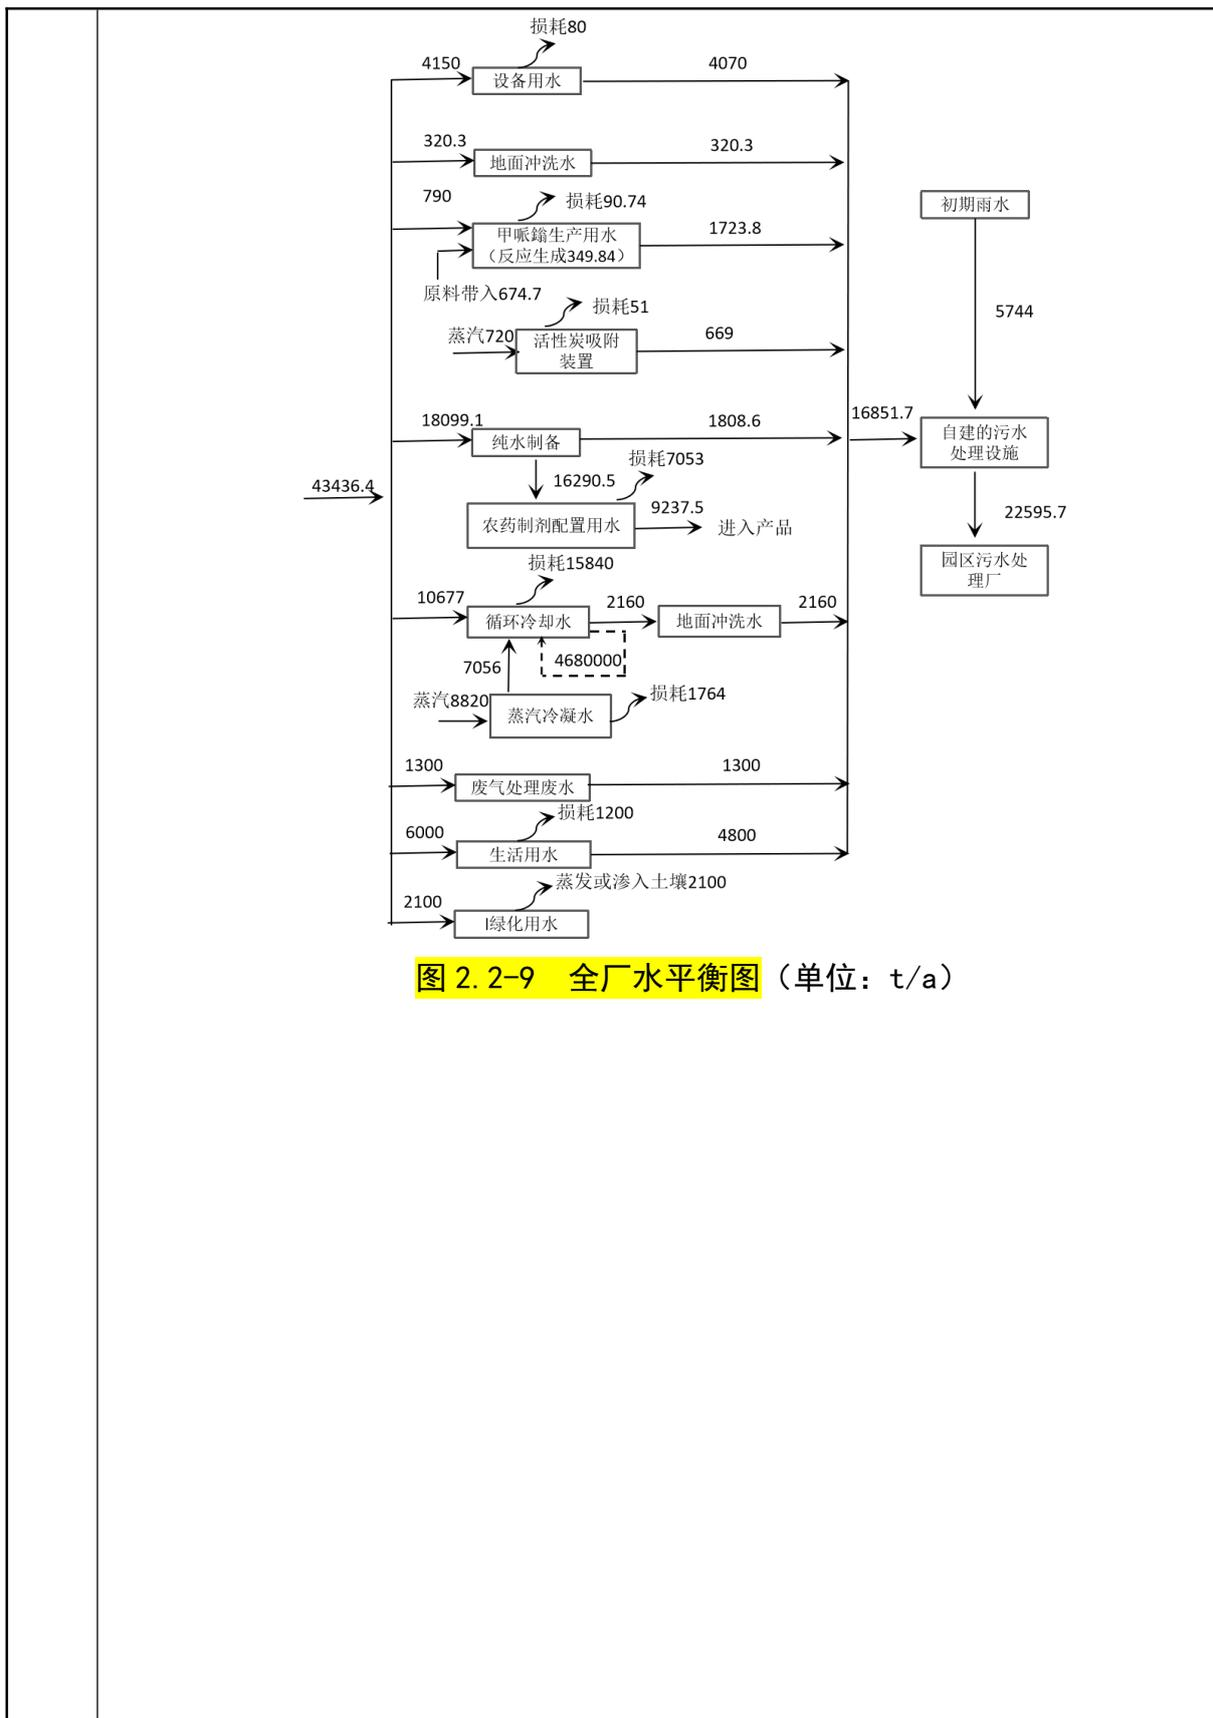 损耗80
4150
设备用水
4070
320.3
地面冲洗水
320.3
790
损耗90.74
甲哌鎓生产用水
（反应生成349.84）
1723.8
原料带入674.7
初期雨水
损耗51
蒸汽720
活性炭吸附
装置
669
5744
18099.1
纯水制备
1808.6
16851.7
自建的污水
处理设施
43436.4
16290.5
损耗7053
农药制剂配置用水
9237.5
进入产品
22595.7
园区污水处
理厂
损耗15840
10677
循环冷却水
2160
地面冲洗水
2160
4680000
7056
蒸汽8820
蒸汽冷凝水
损耗1764
1300
废气处理废水
1300
损耗1200
6000
生活用水
4800
蒸发或渗入土壤2100
2100
I绿化用水
图 2.2-9　全厂水平衡图（单位：t/a）